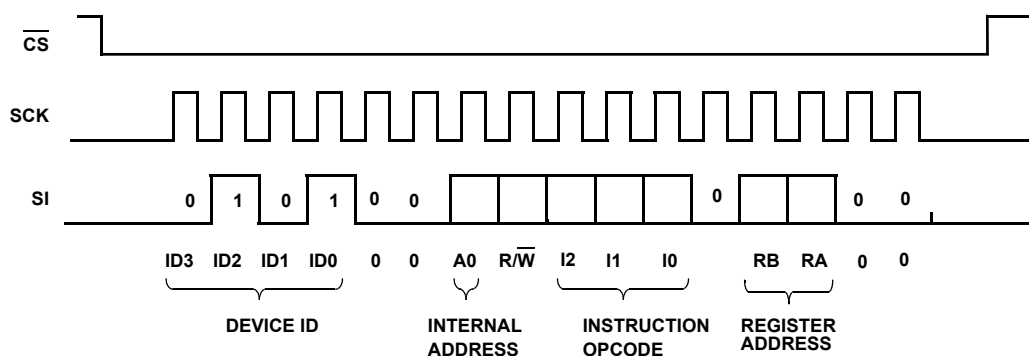 C̅S̅
SCK
SI
0 1 0 1 0 0 0 0 0
ID3 ID2 ID1 ID0 0 0 A0 R/W̅ I2 I1 I0 RB RA 0 0
DEVICE ID
INTERNAL
ADDRESS
INSTRUCTION
OPCODE
REGISTER
ADDRESS